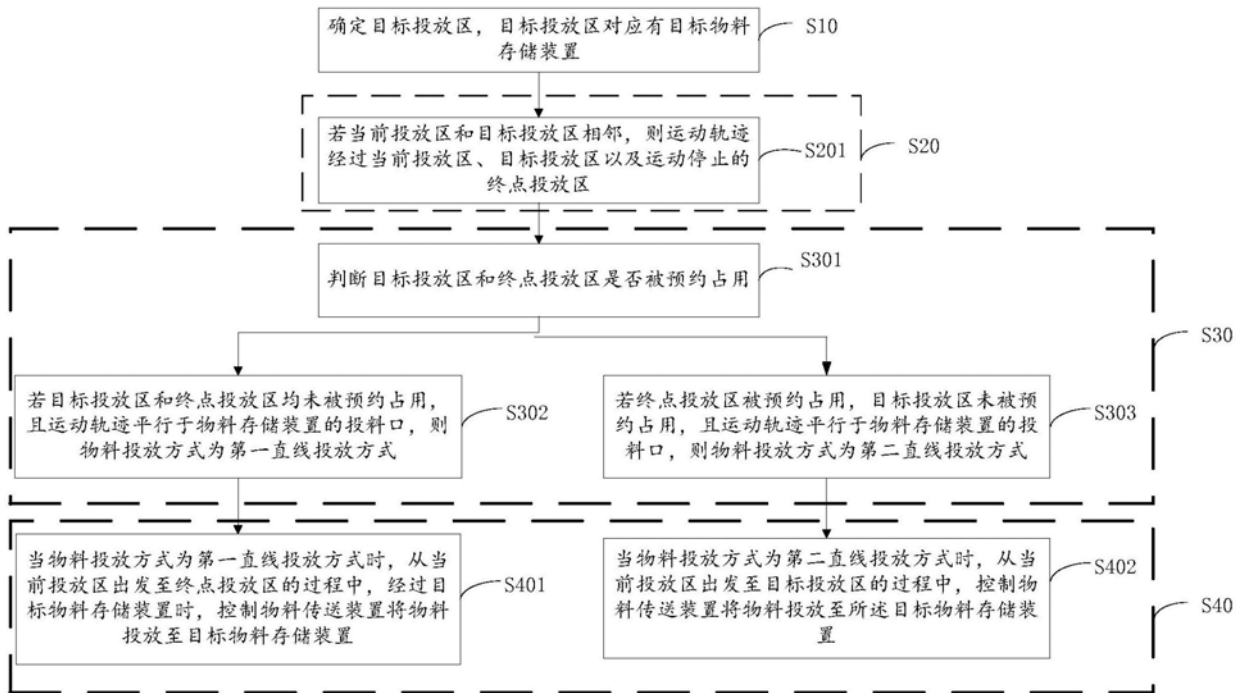 确定目标投放区，目标投放区对应有目标物料
存储装置
S10
若当前投放区和目标投放区相邻，则运动轨迹
经过当前投放区、目标投放区以及运动停止的
终点投放区
S201
S20
判断目标投放区和终点投放区是否被预约占用
S301
S30
若目标投放区和终点投放区均未被预约占用，
且运动轨迹平行于物料存储装置的投料口，则
物料投放方式为第一直线投放方式
S302
若终点投放区被预约占用，目标投放区未被预
约占用，且运动轨迹平行于物料存储装置的投
料口，则物料投放方式为第二直线投放方式
S303
当物料投放方式为第一直线投放方式时，从当
前投放区出发至终点投放区的过程中，经过目
标物料存储装置时，控制物料传送装置将物料
投放至目标物料存储装置
S401
当物料投放方式为第二直线投放方式时，从当
前投放区出发至目标投放区的过程中，控制物
料传送装置将物料投放至所述目标物料存储装
置
S402
S40